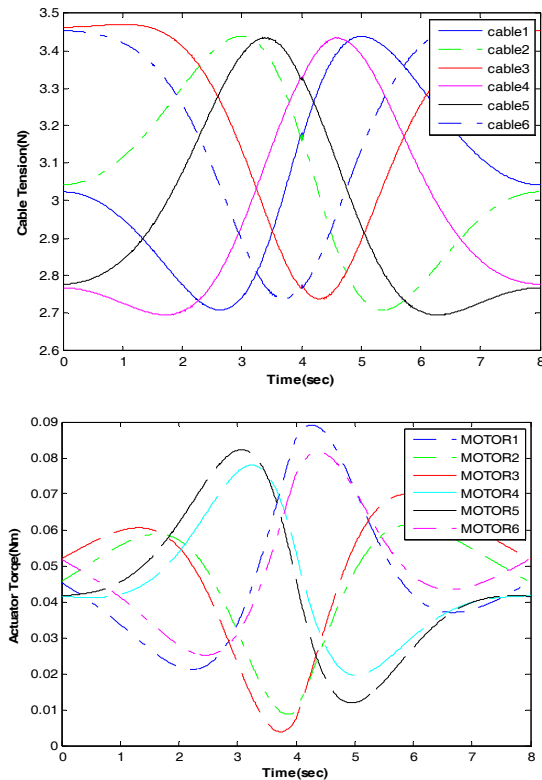 3.5
3.4
3.3
3.2
3.1
3
2.9
2.8
2.7
2.6
Cable Tension(N)
cable1
cable2
cable3
cable4
cable5
cable6
0 1 2 3 4 5 6 7 8
Time(sec)
0.09
0.08
0.07
0.06
0.05
0.04
0.03
0.02
0.01
0
Actuator Torqe(Nm)
MOTOR1
MOTOR2
MOTOR3
MOTOR4
MOTOR5
MOTOR6
0 1 2 3 4 5 6 7 8
Time(sec)